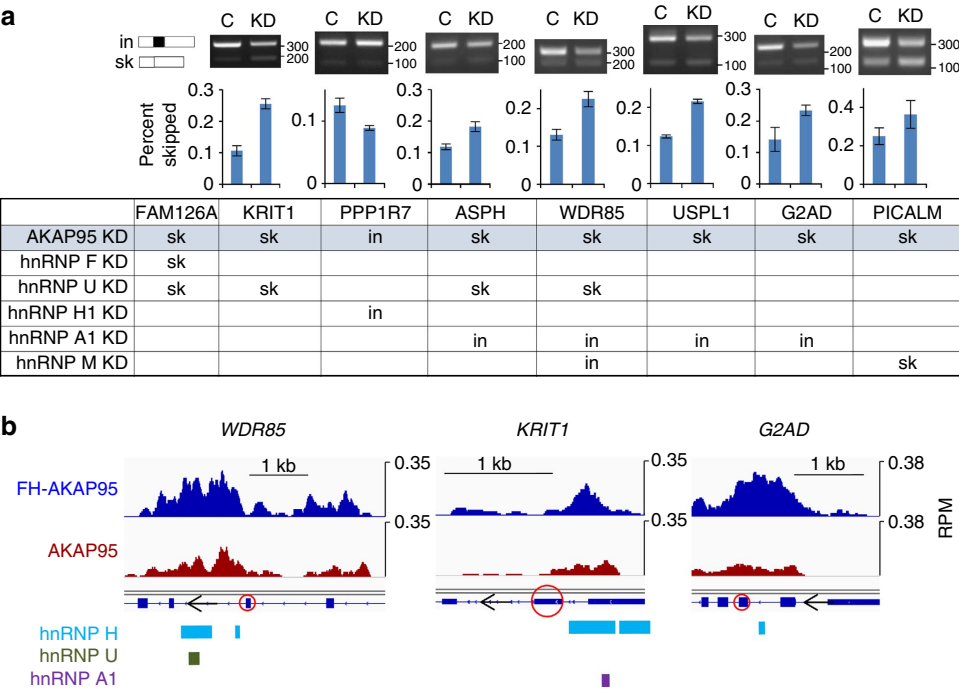 a
C KD C KD C KD C KD C KD C KD C KD
in
sk
300
200
200
100
200
100
300
200
300
100
200
100
300
200
100
Percent
skipped
0.3
0.2
0.1
0
0.1
0
0.3
0.2
0.1
0
0.2
0.1
0
0.2
0.1
0
0.3
0.2
0.1
0
0.4
0.2
0
FAM126A KRIT1 PPP1R7 ASPH WDR85 USPL1 G2AD PICALM
AKAP95 KD sk sk in sk sk sk sk sk
hnRNP F KD sk
hnRNP U KD sk sk sk sk
hnRNP H1 KD in
hnRNP A1 KD in in in in
hnRNP M KD in sk
b
WDR85 KRIT1 G2AD
FH-AKAP95 1 kb 0.35 1 kb 0.35 1 kb 0.38
RPM
AKAP95 0.35 0.35 0.38
hnRNP H
hnRNP U
hnRNP A1